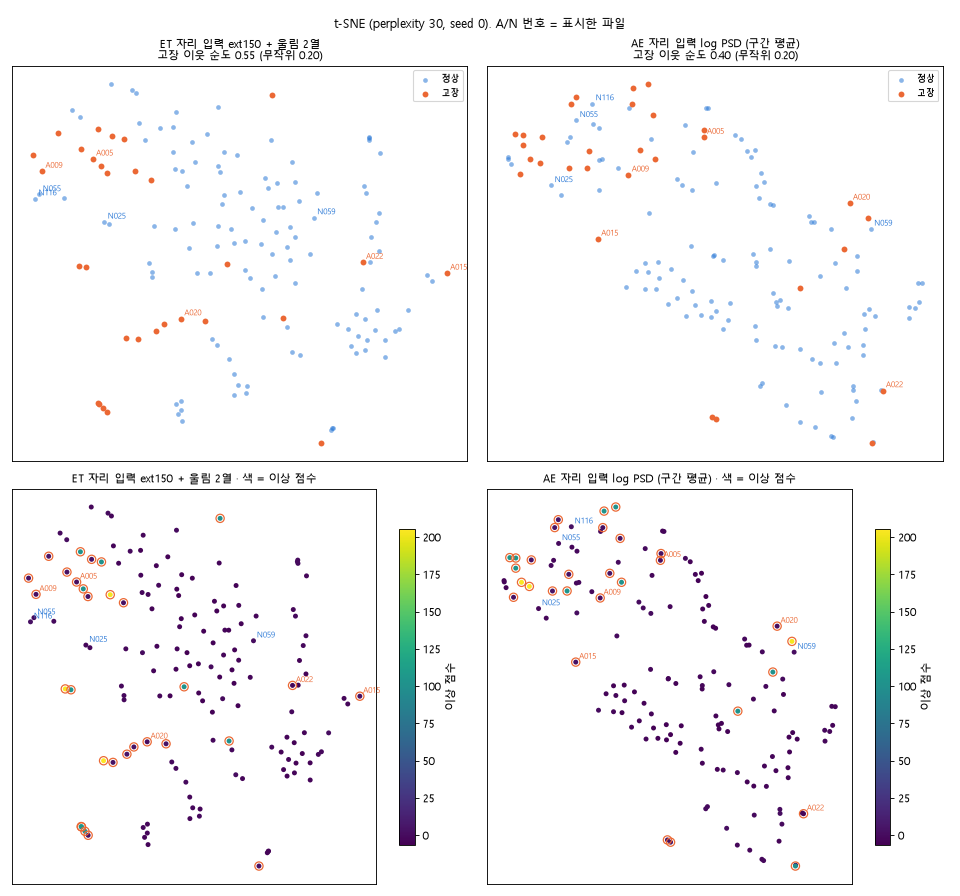 t-SNE (perplexity 30, seed 0). A/N 번호 = 표시한 파일
ET 자리 입력 ext150 + 울림 2열
고장 이웃 순도 0.55 (무작위 0.20)
정상
고장
A005
A009
N055
N116
N025
N059
A022
A015
A020
AE 자리 입력 log PSD (구간 평균)
고장 이웃 순도 0.40 (무작위 0.20)
정상
고장
N116
N055
A005
A009
N025
A020
N059
A015
A022
ET 자리 입력 ext150 + 울림 2열 · 색 = 이상 점수
A005
A009
N055
N116
N025
N059
A022
A015
A020
200
175
150
125
100
75
50
25
0
이상 점수
AE 자리 입력 log PSD (구간 평균) · 색 = 이상 점수
N116
N055
A005
A009
N025
A020
N059
A015
A022
200
175
150
125
100
75
50
25
0
이상 점수